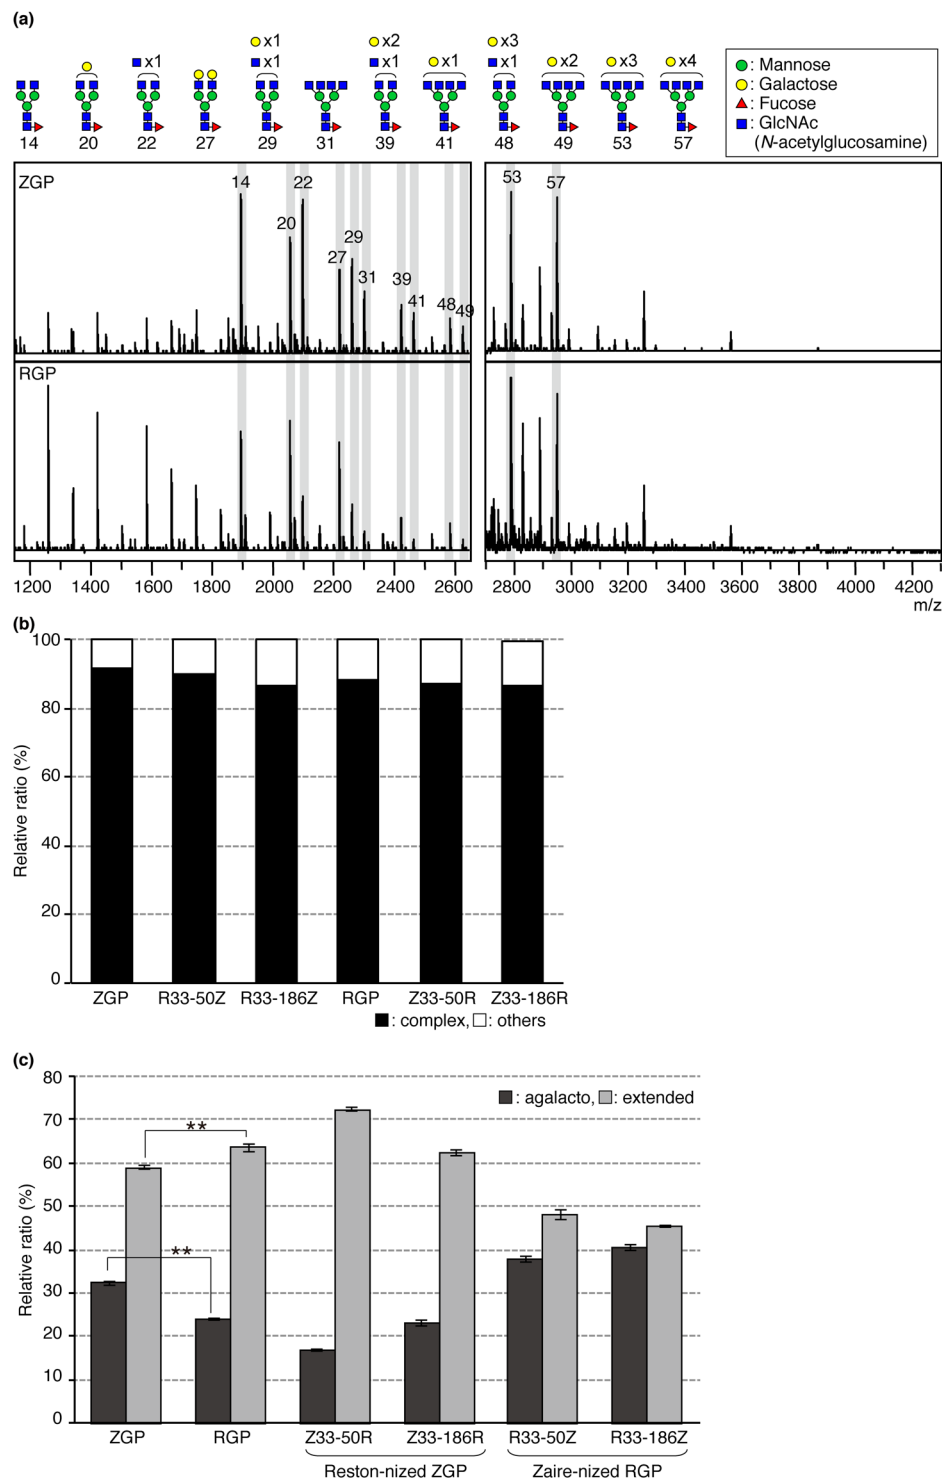 (a)
x1 x2 x3
x1 x1 x1 x1 x1 x2 x3 x4
14 20 22 27 29 31 39 41 48 49 53 57
: Mannose
: Galactose
: Fucose
: GlcNAc
(N-acetylglucosamine)
ZGP
14 20 22 27 29 31 39 41 48 49 53 57
RGP
1200 1400 1600 1800 2000 2200 2400 2600 2800 3000 3200 3400 3600 3800 4000 4200
m/z
(b)
Relative ratio (%)
100
80
60
40
20
0
ZGP R33-50Z R33-186Z RGP Z33-50R Z33-186R
: complex, : others
(c)
Relative ratio (%)
80
70
60
50
40
30
20
10
0
: agalacto, : extended
**
**
ZGP RGP Z33-50R Z33-186R R33-50Z R33-186Z
Reston-nized ZGP Zaire-nized RGP